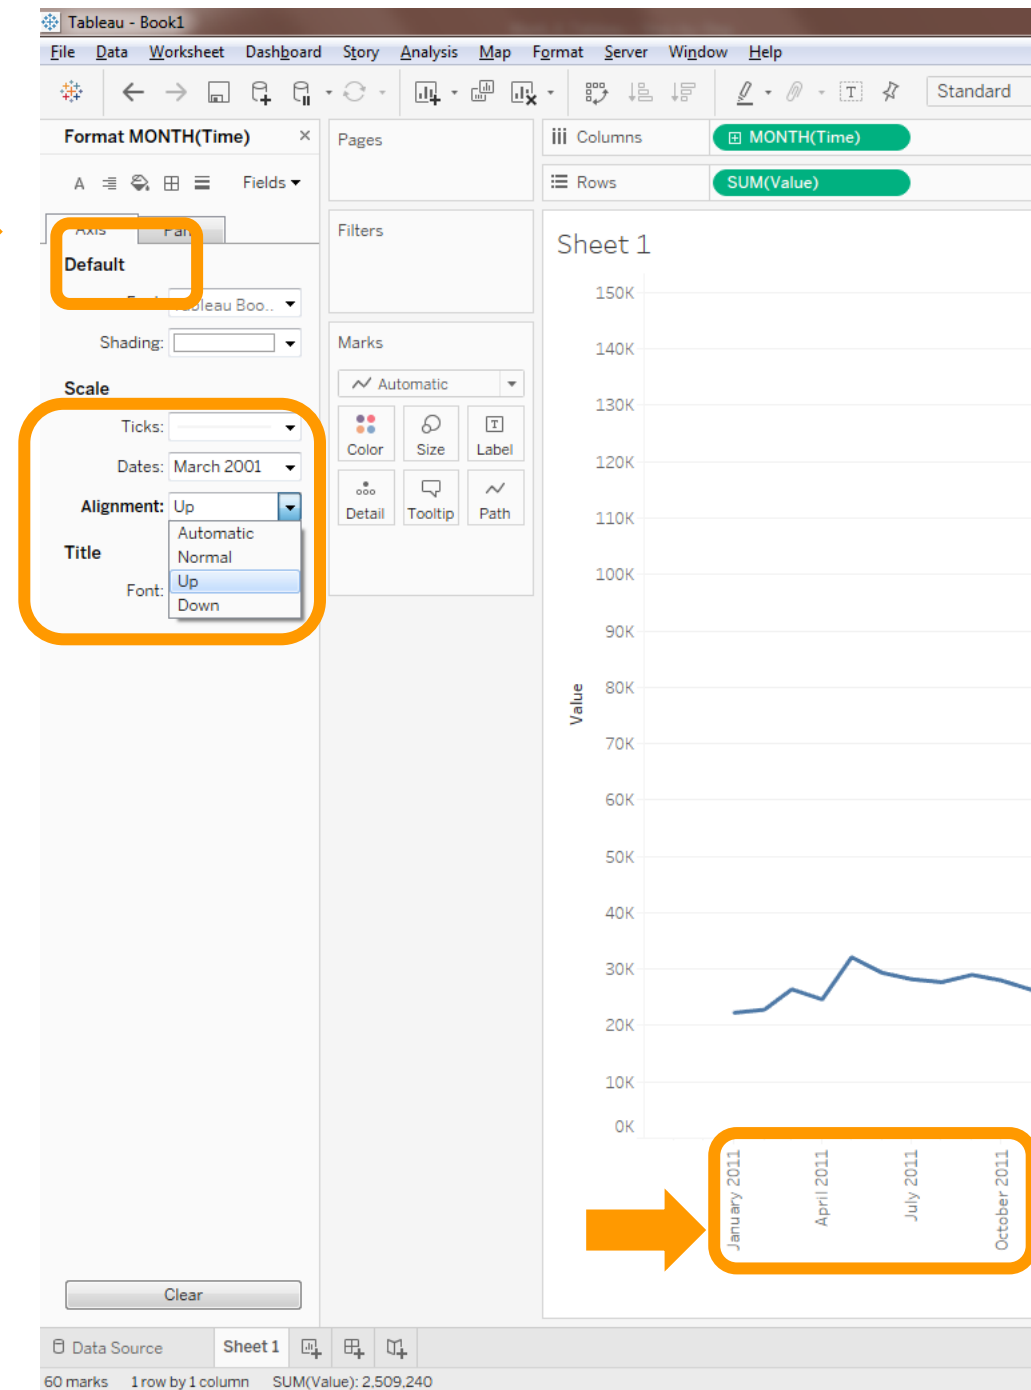 Tableau - Book1
File Data Worksheet Dashboard Story Analysis Map Format Server Window Help
Standard
Format MONTH(Time) ×
Fields
Axis
Default
Tableau Boo..
Shading:
Scale
Ticks:
Dates: March 2001
Alignment: Up
Automatic
Normal
Up
Down
Title
Font:
Clear
Pages
Filters
Marks
Automatic
Color Size Label
Detail Tooltip Path
Columns MONTH(Time)
Rows SUM(Value)
Sheet 1
150K
140K
130K
120K
110K
100K
90K
80K
70K
60K
50K
40K
30K
20K
10K
0K
Value
January 2011
April 2011
July 2011
October 2011
Data Source Sheet 1
60 marks 1 row by 1 column SUM(Value): 2,509,240